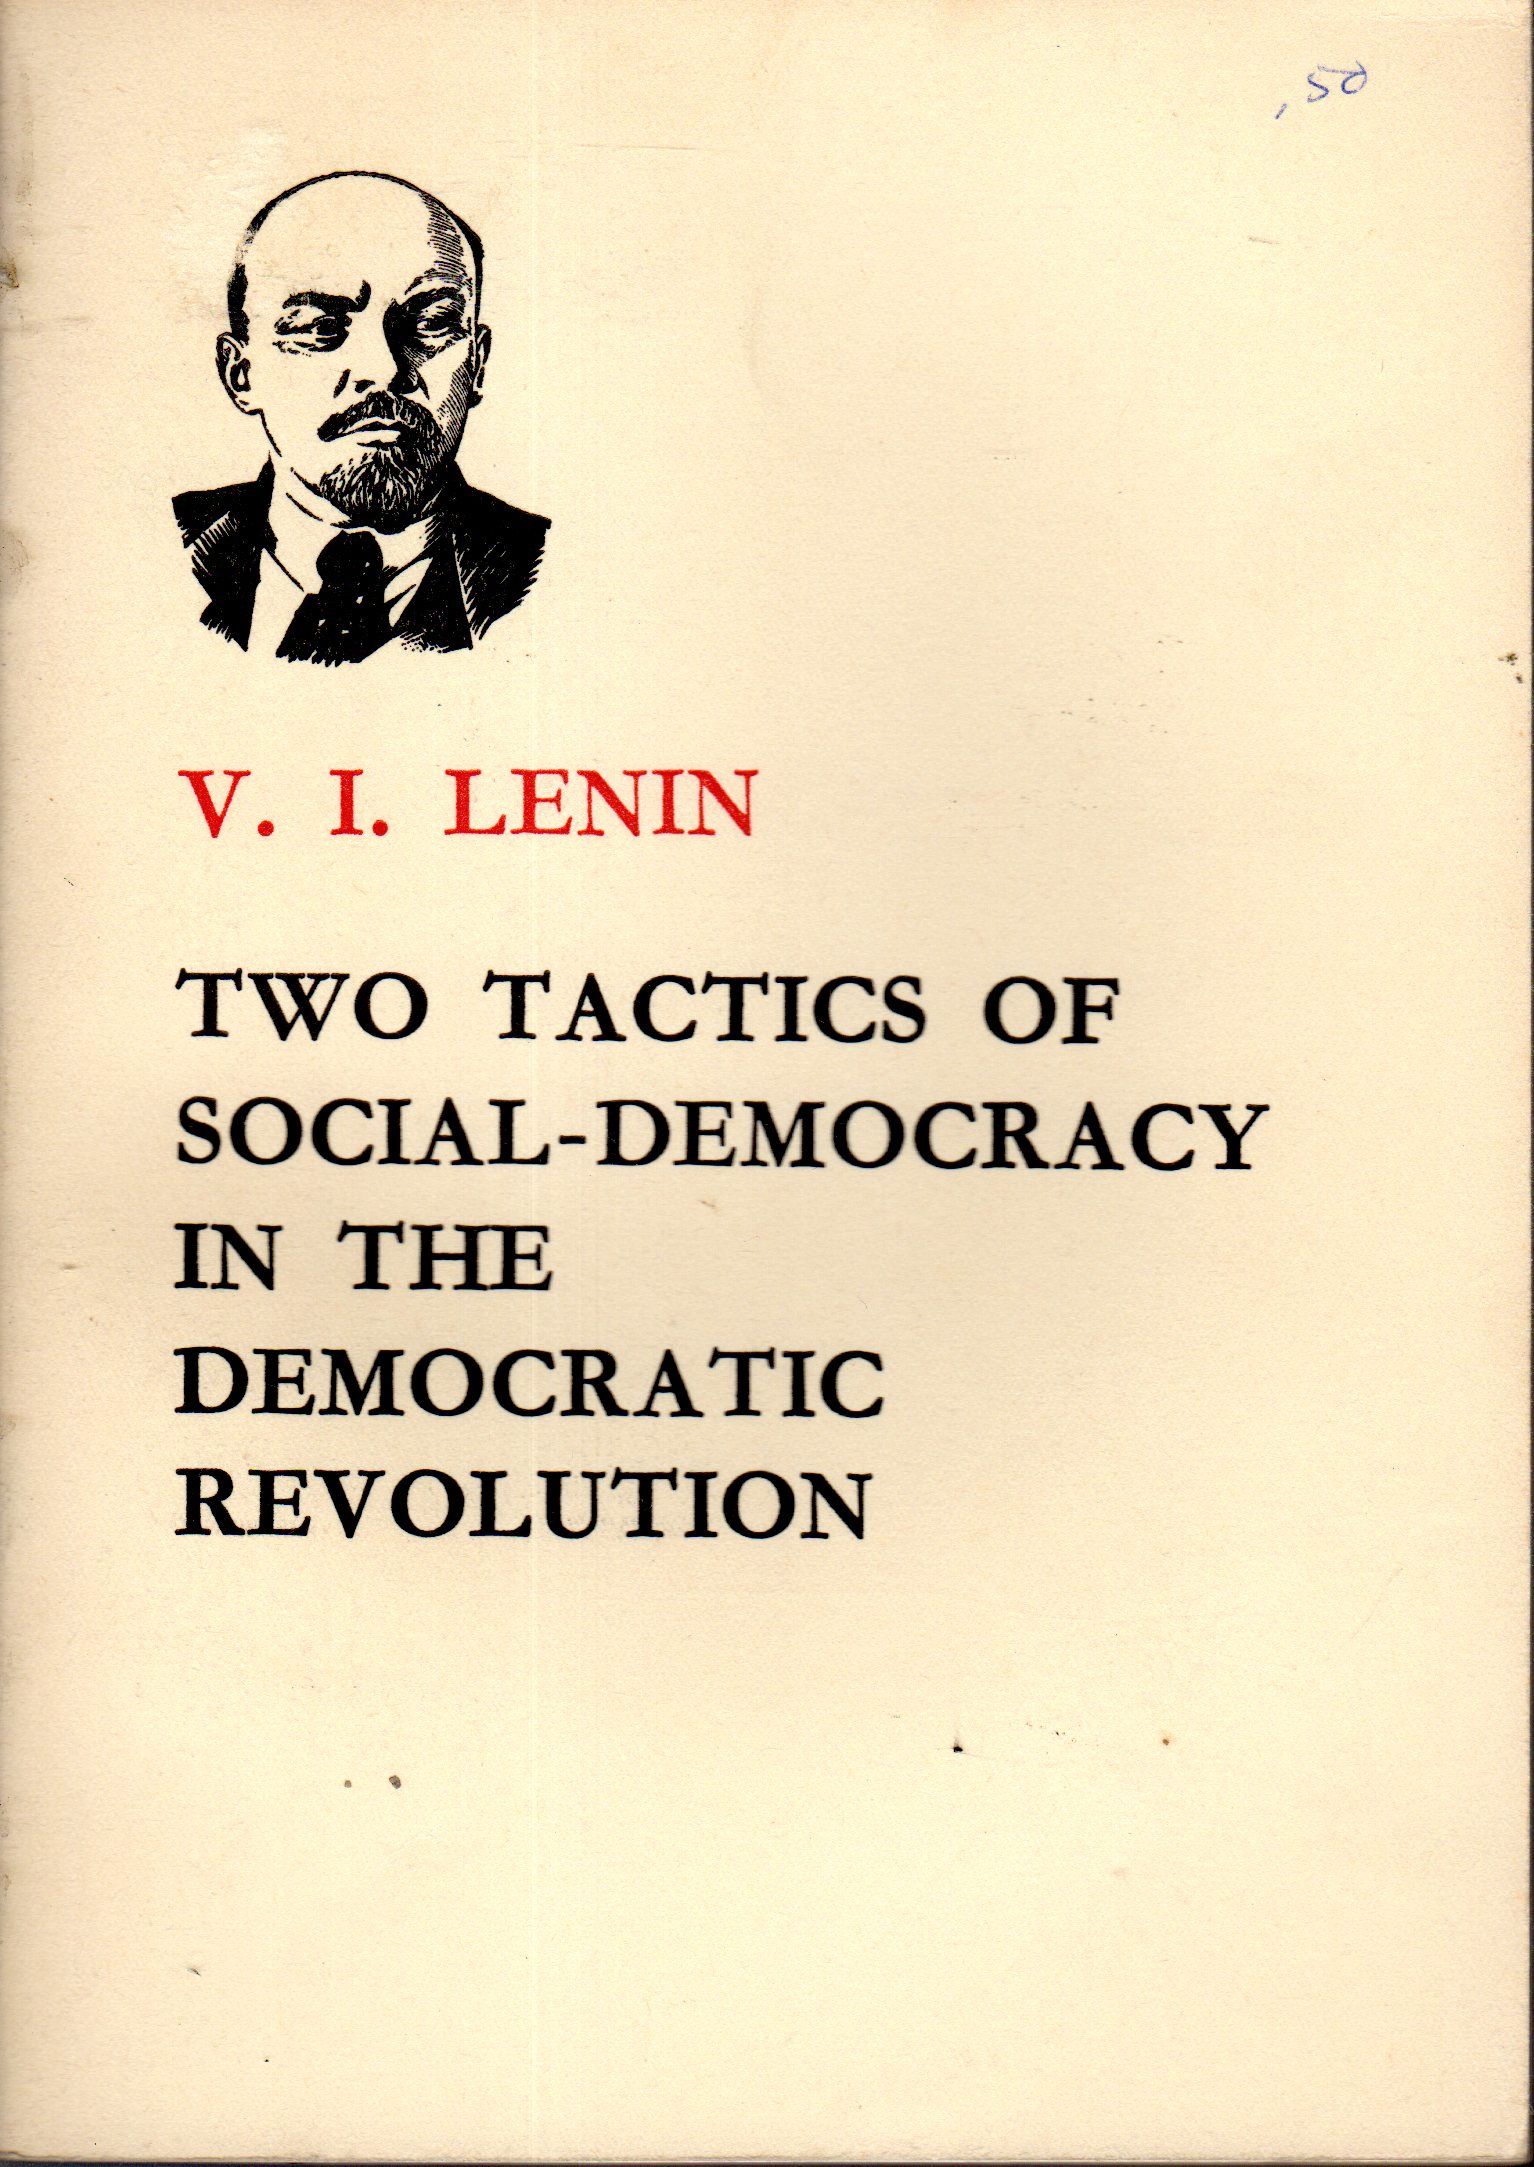 ,50
V. I. LENIN
TWO TACTICS OF
SOCIAL-DEMOCRACY
IN THE
DEMOCRATIC
REVOLUTION